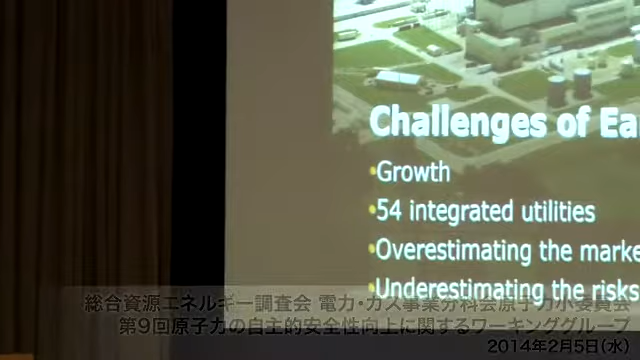 Challenges of Ea
•Growth
•54 integrated utilities
•Overestimating the marke
•Underestimating the risks
総合資源エネルギー調査会 電力・ガス事業分科会原子力小委員会
第9回原子力の自主的安全性向上に関するワーキンググループ
2014年2月5日(水)